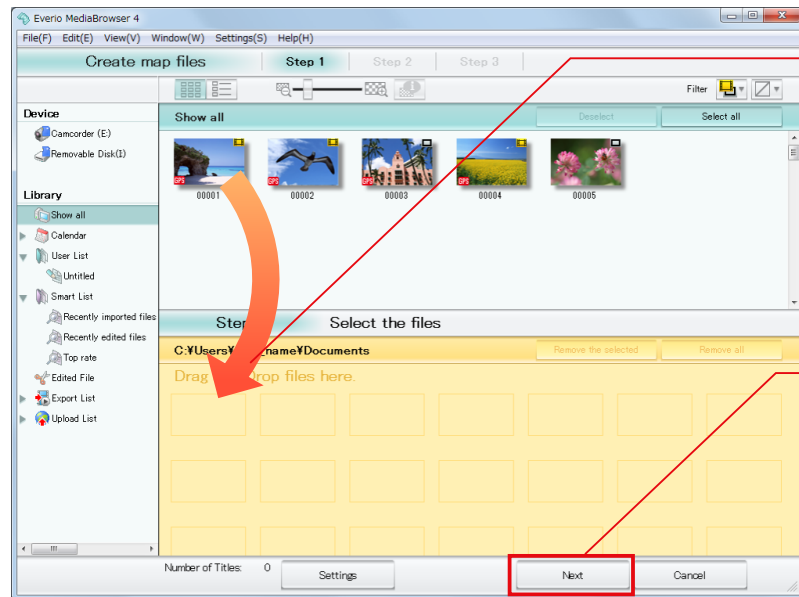 Everio MediaBrowser 4
File(F) Edit(E) View(V) Window(W) Settings(S) Help(H)
Create map files Step 1 Step 2 Step 3
Filter
Device
Camcorder (E:)
Removable Disk(I)
Library
Show all
Calendar
User List
Untitled
Smart List
Recently imported files
Recently edited files
Top rate
Edited File
Export List
Upload List
Show all Deselect Select all
GPS GPS GPS GPS
00001 00002 00003 00004 00005
Select the files
C:¥Users¥ name¥Documents Remove the selected Remove all
Drag rop files here.
Number of Titles: 0 Settings Next Cancel